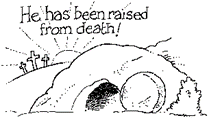 He has been raised
from death!